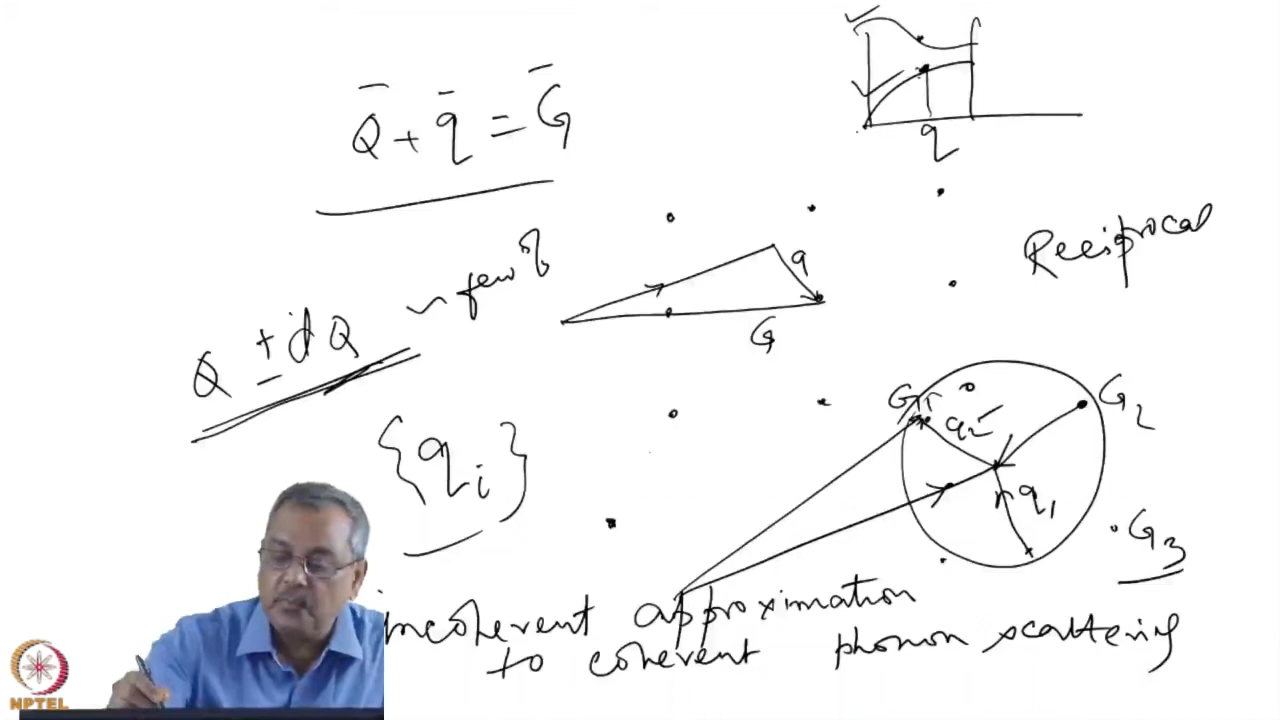 Q̄ + q̄ = Ḡ
q
Q ± dQ ~ few %
q
G
Reciprocal
{q_i}
G_1
q_2
G_2
q_1
G_3
incoherent approximation
to coherent phonon scattering
NPTEL